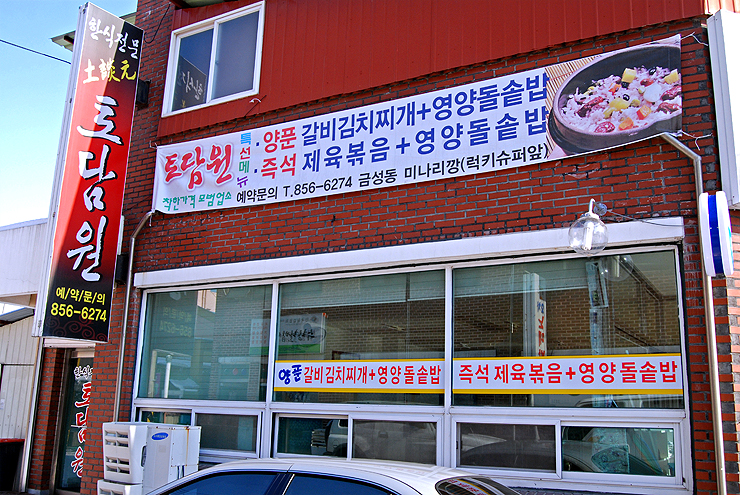 한식전문
土談元
토담원
예/약/문/의
856-6274
토담원
착한가격 모범업소
특선메뉴
·양푼 갈비김치찌개+영양돌솥밥
·즉석 제육볶음+영양돌솥밥
예약문의 T.856-6274 금성동 미나리깡(럭키슈퍼앞)
양푼갈비김치찌개+영양돌솥밥
즉석 제육볶음+영양돌솥밥
한식
토담원